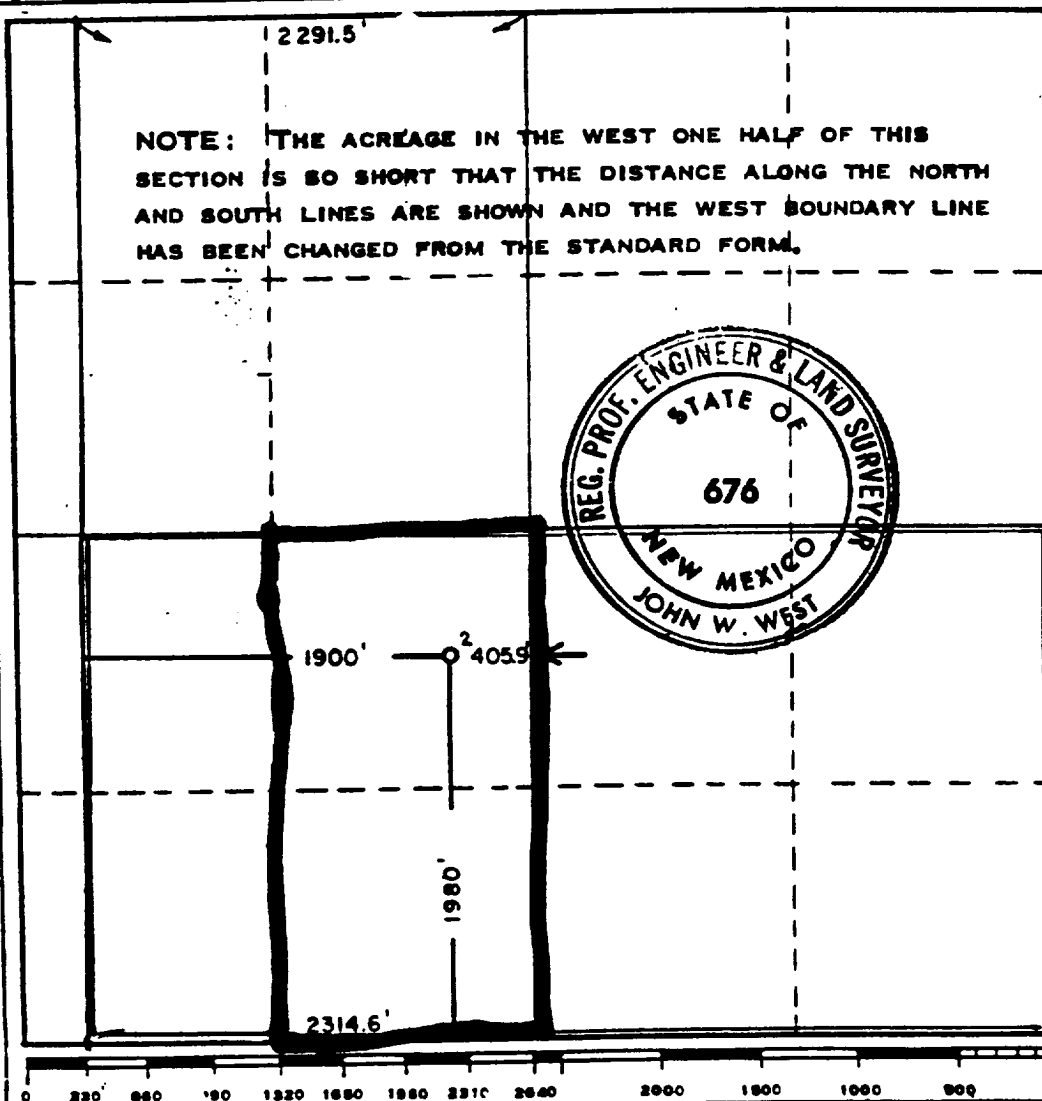 2291.5'
NOTE: THE ACREAGE IN THE WEST ONE HALF OF THIS
SECTION IS SO SHORT THAT THE DISTANCE ALONG THE NORTH
AND SOUTH LINES ARE SHOWN AND THE WEST BOUNDARY LINE
HAS BEEN CHANGED FROM THE STANDARD FORM.
REG. PROF. ENGINEER & LAND SURVEYOR
STATE OF
676
NEW MEXICO
JOHN W. WEST
1900' 2 405.9'
1980'
2314.6'
0 1320 1650 2640 2000 1500 1000